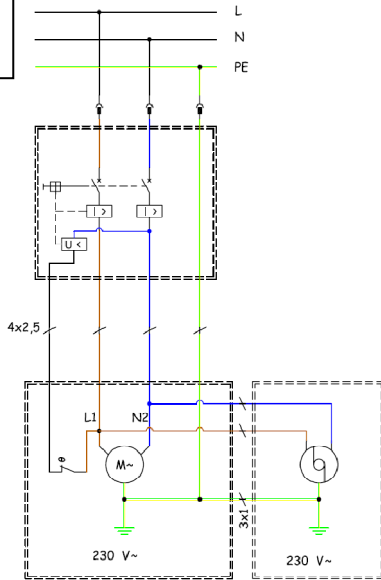 L
N
PE
I >
I >
U <
4x2,5
L1
N2
θ
M~
3x1
230 V~
230 V~